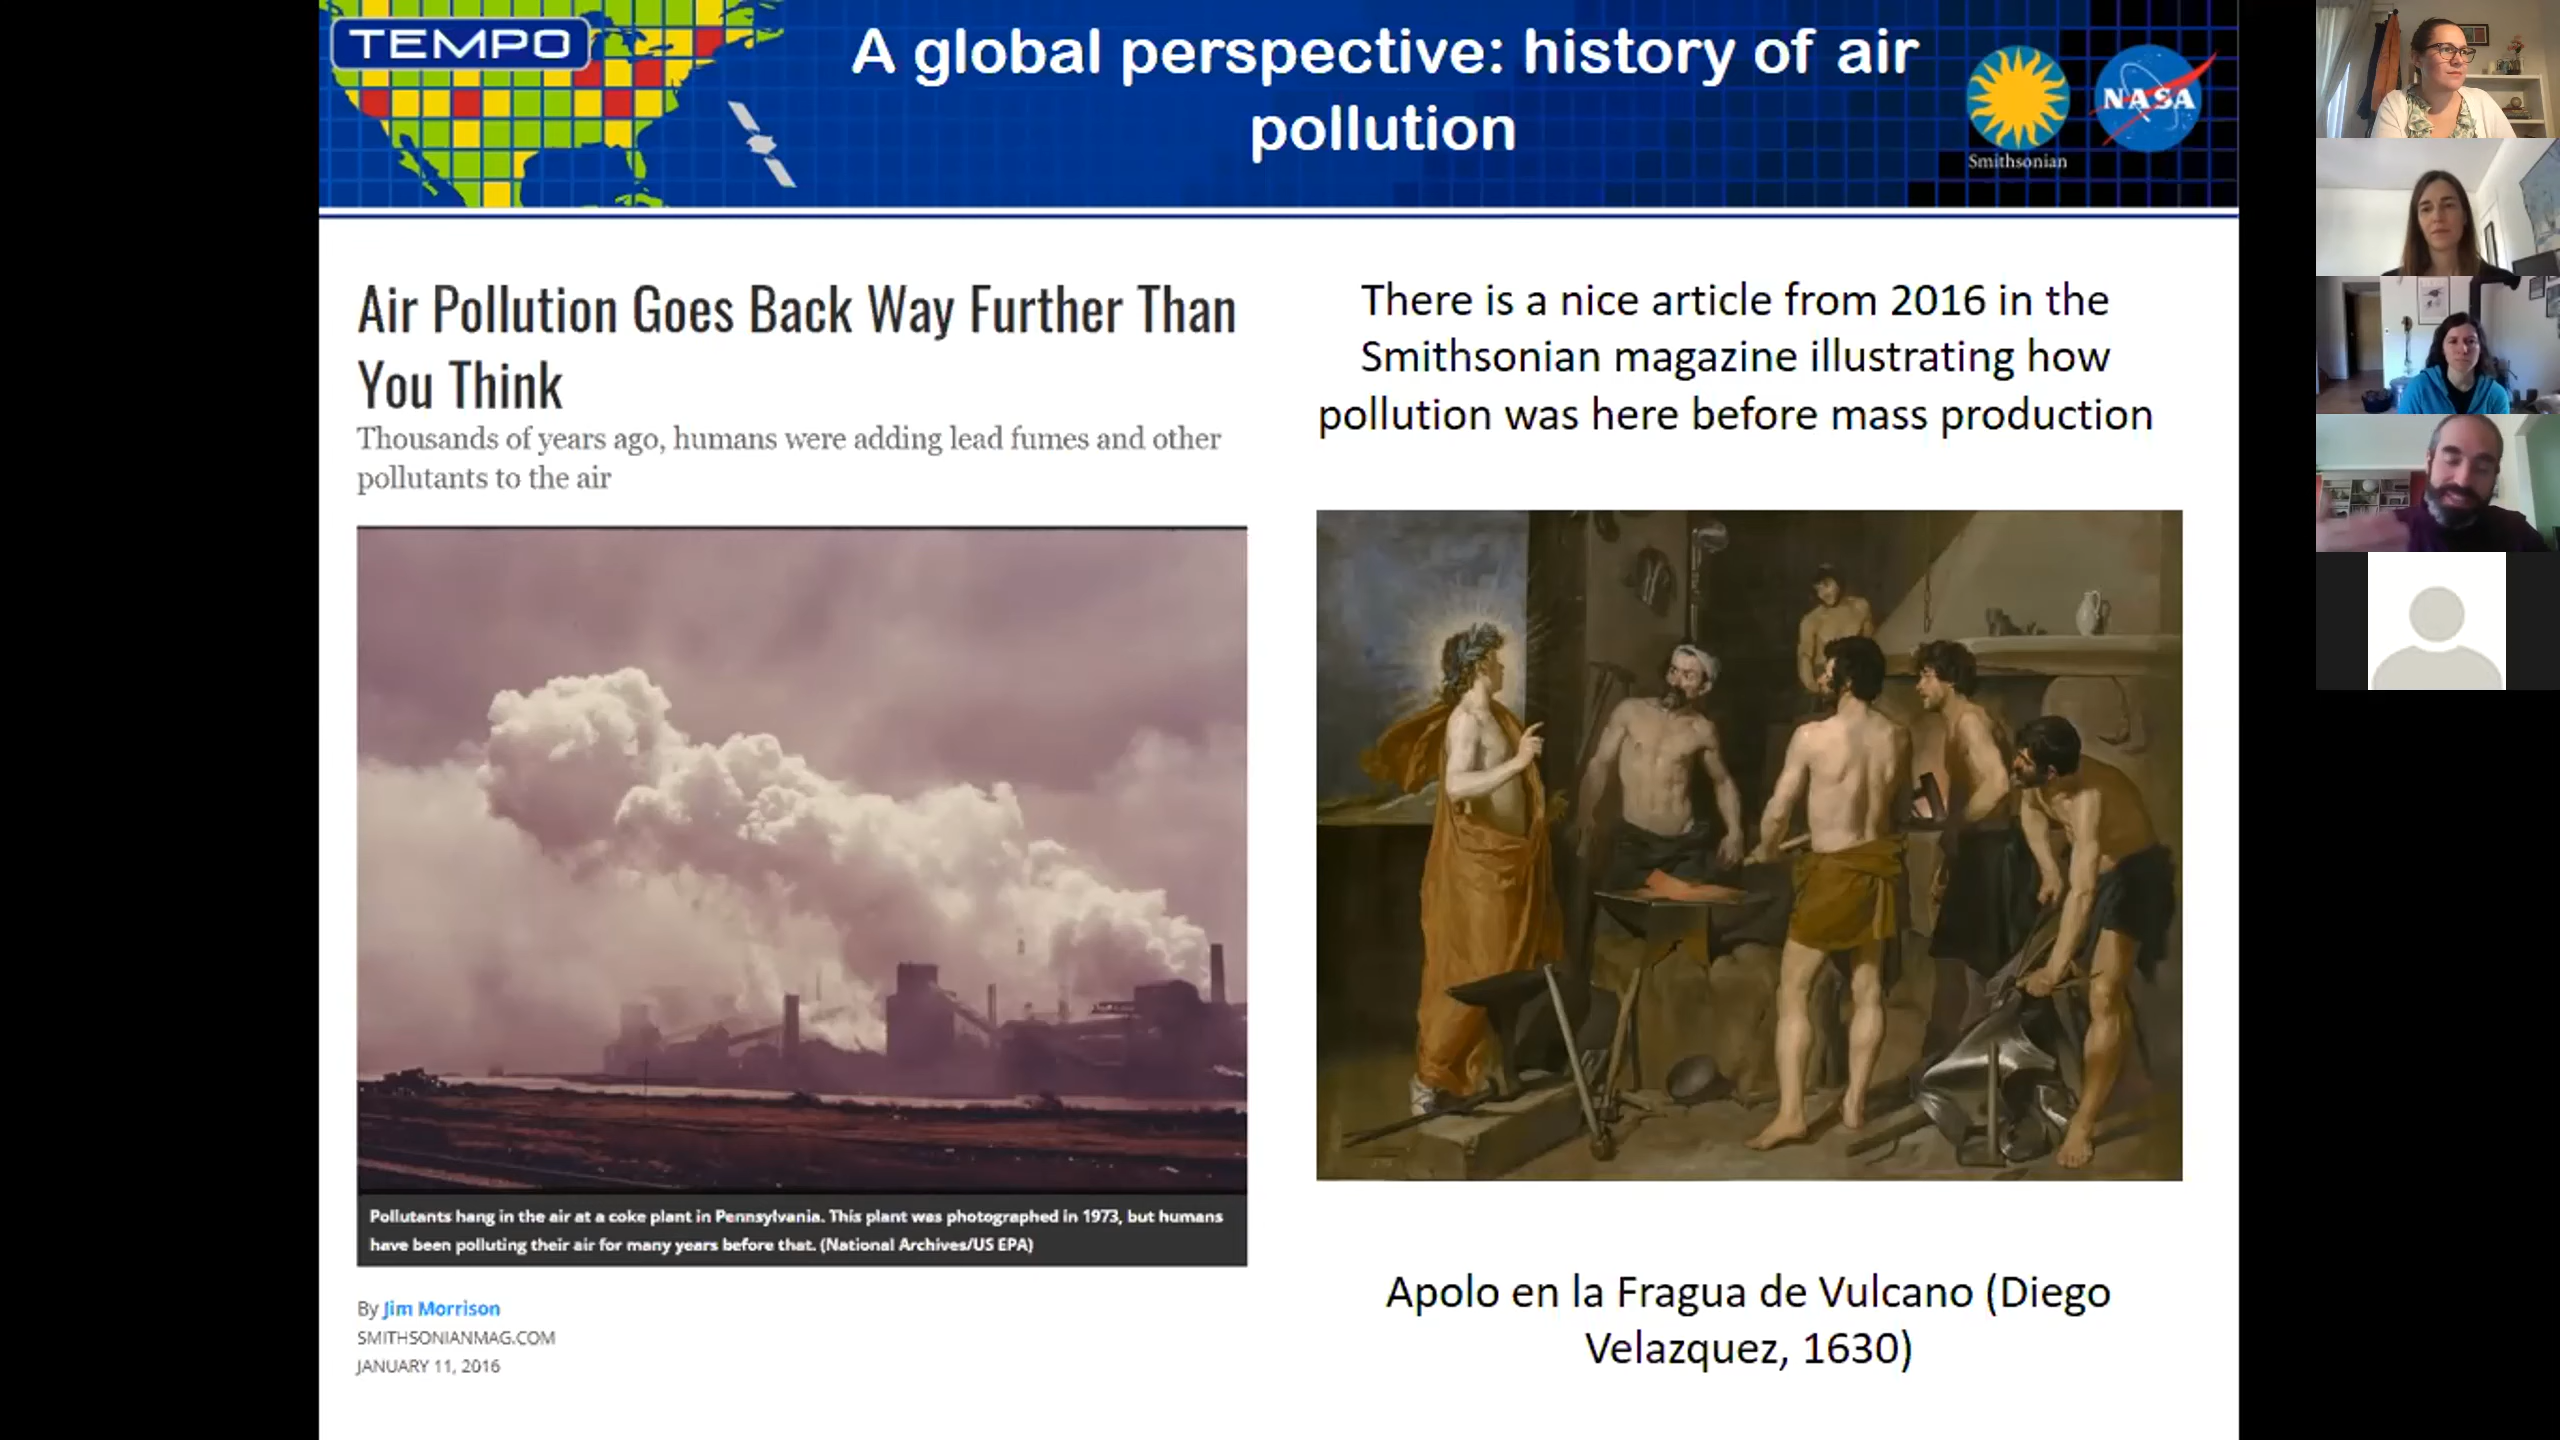 TEMPO
A global perspective: history of air
pollution
Smithsonian
NASA
Air Pollution Goes Back Way Further Than
You Think
Thousands of years ago, humans were adding lead fumes and other
pollutants to the air
Pollutants hang in the air at a coke plant in Pennsylvania. This plant was photographed in 1973, but humans
have been polluting their air for many years before that. (National Archives/US EPA)
By Jim Morrison
SMITHSONIANMAG.COM
JANUARY 11, 2016
There is a nice article from 2016 in the
Smithsonian magazine illustrating how
pollution was here before mass production
Apolo en la Fragua de Vulcano (Diego
Velazquez, 1630)